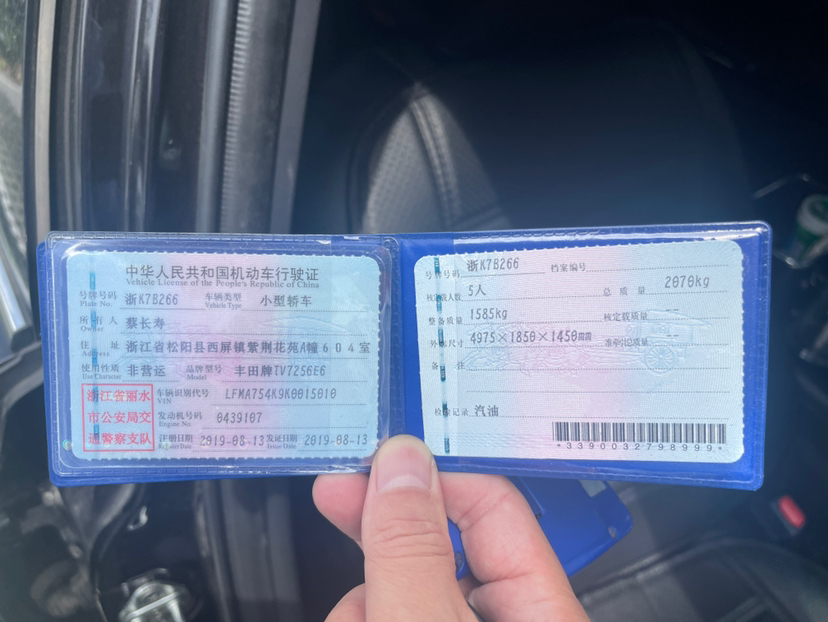 中华人民共和国机动车行驶证
Vehicle License of the People's Republic of China
号牌号码 浙K7B266 车辆类型 小型轿车
Plate No. Vehicle Type
所有人 蔡长寿
Owner
住址 浙江省松阳县西屏镇紫荆花苑A幢604室
Address
使用性质 非营运 品牌型号 丰田牌TV7256E6
Use Character Model
浙江省丽水
市公安局交
通警察支队
车辆识别代号 LFMA7S4K9K0015010
VIN
发动机号码 0439107
Engine No.
注册日期 2019-08-13 发证日期 2019-08-13
Register Date Issue Date
号牌号码 浙K7B266 档案编号
核定载人数 5人 总质量 2070kg
整备质量 1585kg 核定载质量 --
外廓尺寸 4975×1850×1450mm 准牵引总质量 --
备注
检验记录 汽油
*3390032798999*